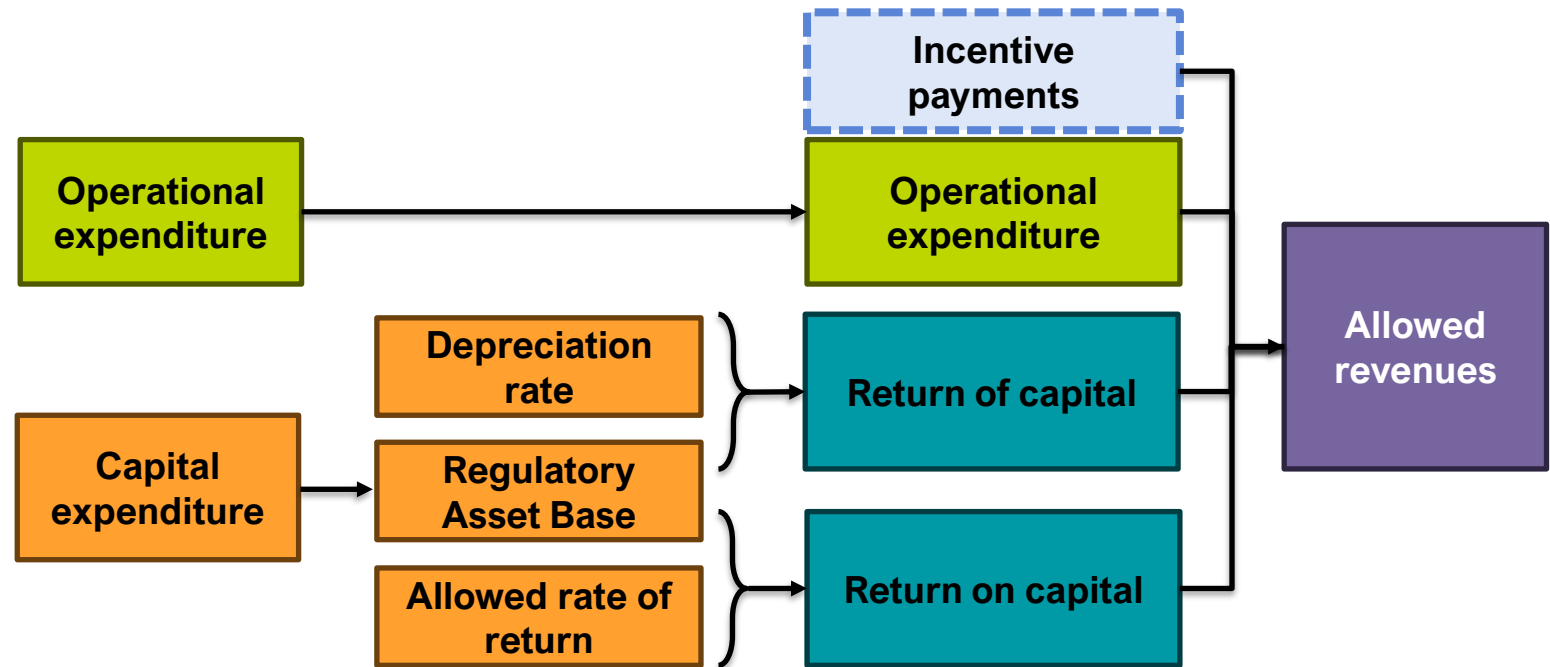 Incentive
payments
Operational
expenditure
Operational
expenditure
Depreciation
rate
Return of capital
Allowed
revenues
Capital
expenditure
Regulatory
Asset Base
Allowed rate of
return
Return on capital